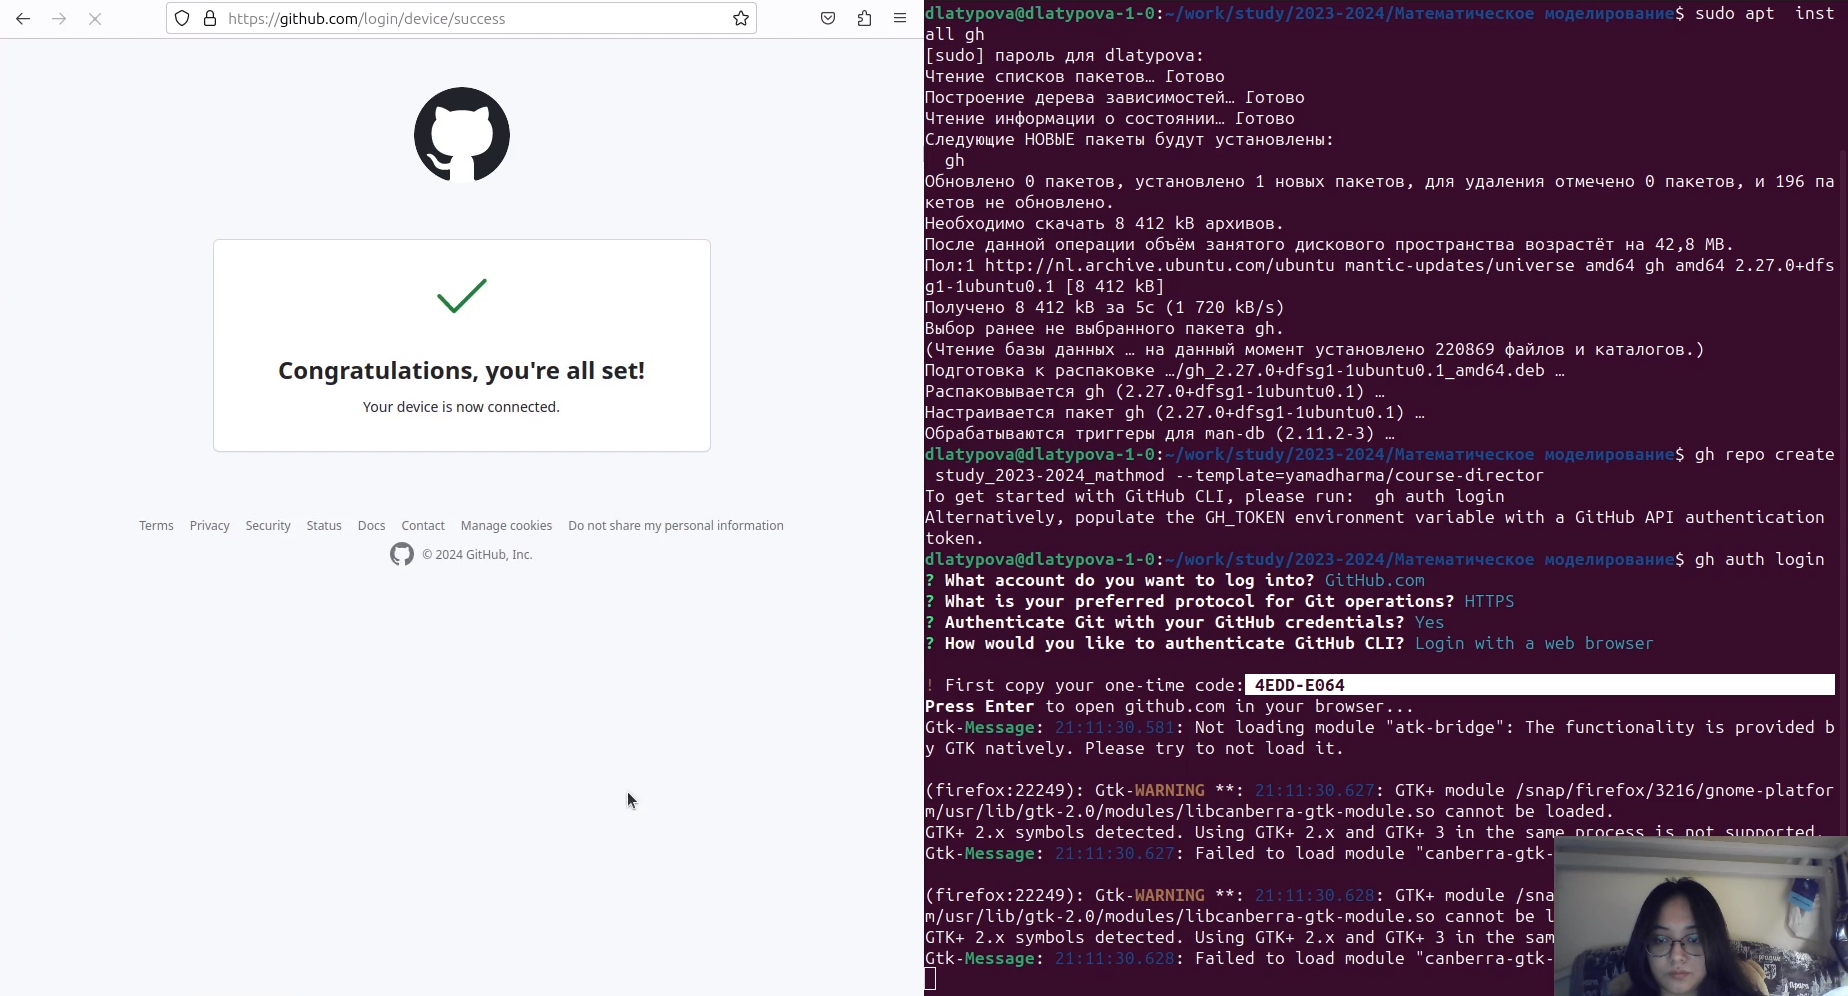 https://github.com/login/device/success
Congratulations, you're all set!
Your device is now connected.
Terms Privacy Security Status Docs Contact Manage cookies Do not share my personal information
© 2024 GitHub, Inc.
dlatypova@dlatypova-1-0:~/work/study/2023-2024/Математическое моделирование$ sudo apt  inst
all gh
[sudo] пароль для dlatypova:
Чтение списков пакетов… Готово
Построение дерева зависимостей… Готово
Чтение информации о состоянии… Готово
Следующие НОВЫЕ пакеты будут установлены:
  gh
Обновлено 0 пакетов, установлено 1 новых пакетов, для удаления отмечено 0 пакетов, и 196 па
кетов не обновлено.
Необходимо скачать 8 412 kB архивов.
После данной операции объём занятого дискового пространства возрастёт на 42,8 MB.
Пол:1 http://nl.archive.ubuntu.com/ubuntu mantic-updates/universe amd64 gh amd64 2.27.0+dfs
g1-1ubuntu0.1 [8 412 kB]
Получено 8 412 kB за 5с (1 720 kB/s)
Выбор ранее не выбранного пакета gh.
(Чтение базы данных … на данный момент установлено 220869 файлов и каталогов.)
Подготовка к распаковке …/gh_2.27.0+dfsg1-1ubuntu0.1_amd64.deb …
Распаковывается gh (2.27.0+dfsg1-1ubuntu0.1) …
Настраивается пакет gh (2.27.0+dfsg1-1ubuntu0.1) …
Обрабатываются триггеры для man-db (2.11.2-3) …
dlatypova@dlatypova-1-0:~/work/study/2023-2024/Математическое моделирование$ gh repo create
 study_2023-2024_mathmod --template=yamadharma/course-director
To get started with GitHub CLI, please run:  gh auth login
Alternatively, populate the GH_TOKEN environment variable with a GitHub API authentication
token.
dlatypova@dlatypova-1-0:~/work/study/2023-2024/Математическое моделирование$ gh auth login
? What account do you want to log into? GitHub.com
? What is your preferred protocol for Git operations? HTTPS
? Authenticate Git with your GitHub credentials? Yes
? How would you like to authenticate GitHub CLI? Login with a web browser
! First copy your one-time code: 4EDD-E064
Press Enter to open github.com in your browser...
Gtk-Message: 21:11:30.581: Not loading module "atk-bridge": The functionality is provided b
y GTK natively. Please try to not load it.
(firefox:22249): Gtk-WARNING **: 21:11:30.627: GTK+ module /snap/firefox/3216/gnome-platfor
m/usr/lib/gtk-2.0/modules/libcanberra-gtk-module.so cannot be loaded.
GTK+ 2.x symbols detected. Using GTK+ 2.x and GTK+ 3 in the same process is not supported.
Gtk-Message: 21:11:30.627: Failed to load module "canberra-gtk-
(firefox:22249): Gtk-WARNING **: 21:11:30.628: GTK+ module /sna
m/usr/lib/gtk-2.0/modules/libcanberra-gtk-module.so cannot be l
GTK+ 2.x symbols detected. Using GTK+ 2.x and GTK+ 3 in the sam
Gtk-Message: 21:11:30.628: Failed to load module "canberra-gtk-